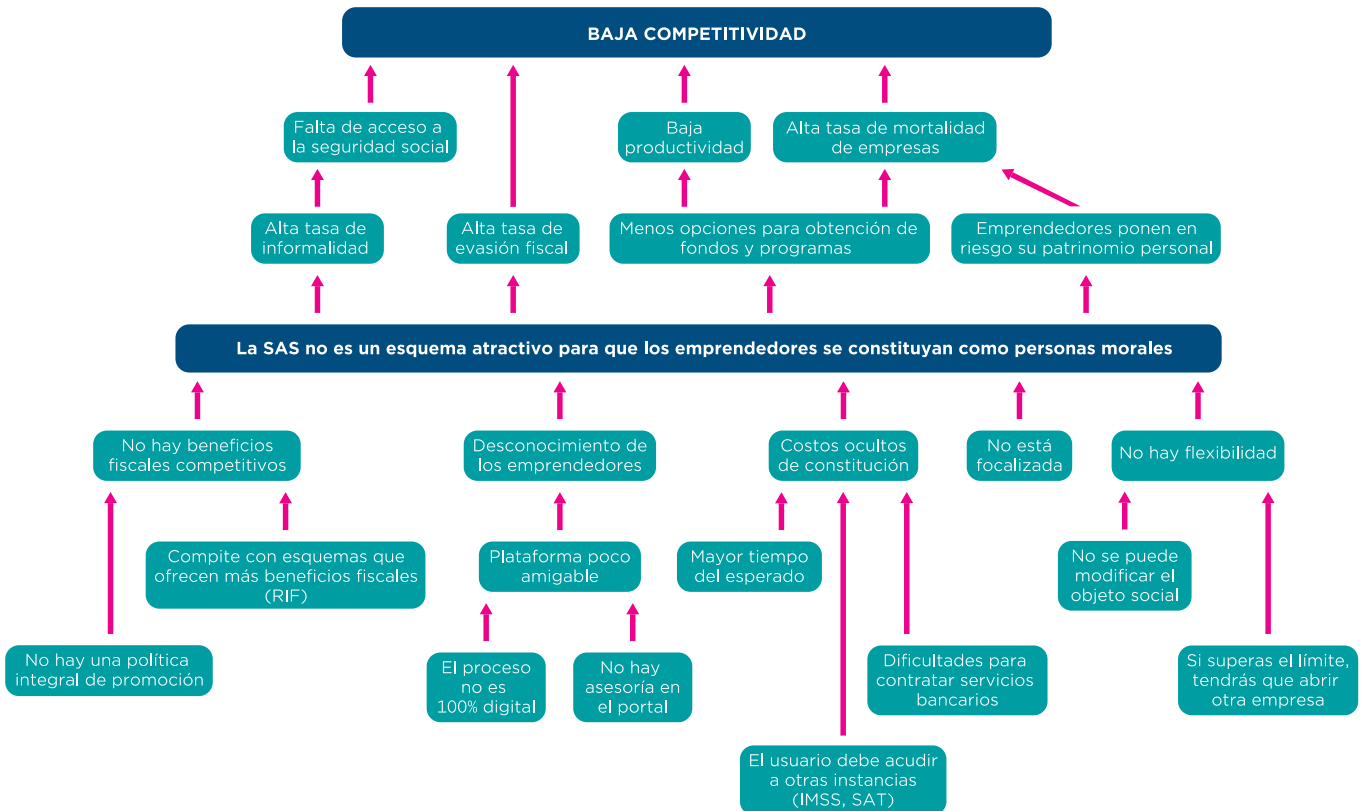 BAJA COMPETITIVIDAD
Falta de acceso a
la seguridad social
Baja
productividad
Alta tasa de mortalidad
de empresas
Alta tasa de
informalidad
Alta tasa de
evasión fiscal
Menos opciones para obtención de
fondos y programas
Emprendedores ponen en
riesgo su patrimonio personal
La SAS no es un esquema atractivo para que los emprendedores se constituyan como personas morales
No hay beneficios
fiscales competitivos
Desconocimiento de
los emprendedores
Costos ocultos
de constitución
No está
focalizada
No hay flexibilidad
Compite con esquemas que
ofrecen más beneficios fiscales
(RIF)
Plataforma poco
amigable
Mayor tiempo
del esperado
No se puede
modificar el
objeto social
No hay una política
integral de promoción
El proceso
no es
100% digital
No hay
asesoría en
el portal
Dificultades para
contratar servicios
bancarios
Si superas el límite,
tendrás que abrir
otra empresa
El usuario debe acudir
a otras instancias
(IMSS, SAT)